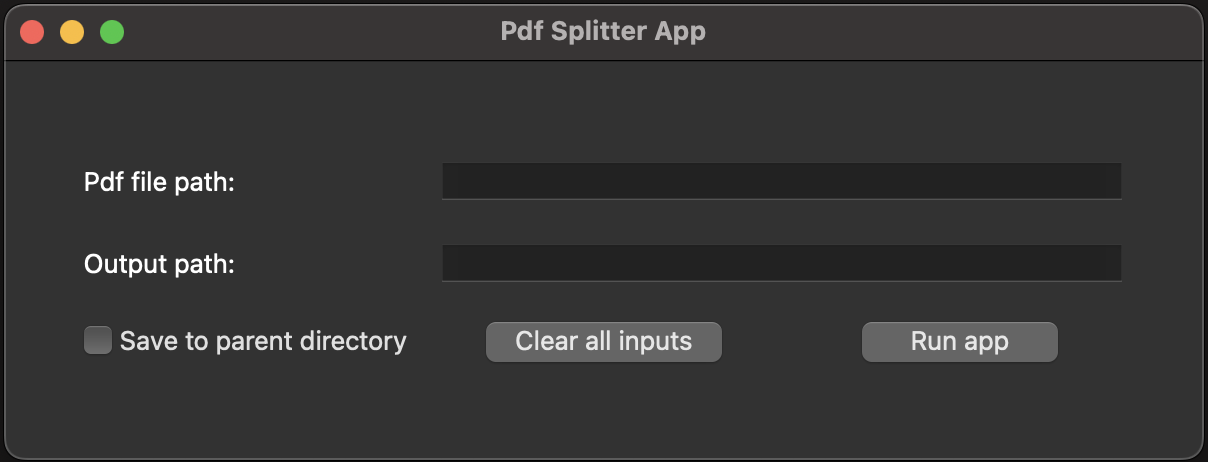 Pdf Splitter App
Pdf file path:
Output path:
Save to parent directory Clear all inputs Run app